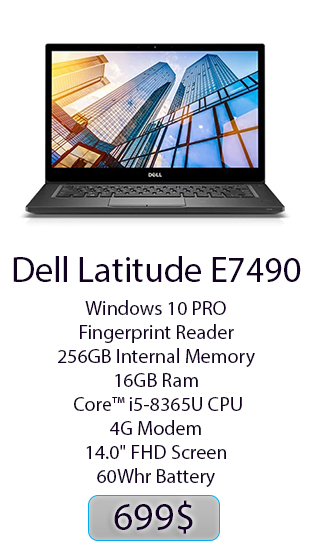 DELL
Dell Latitude E7490
Windows 10 PRO
Fingerprint Reader
256GB Internal Memory
16GB Ram
Core™ i5-8365U CPU
4G Modem
14.0" FHD Screen
60Whr Battery
699$